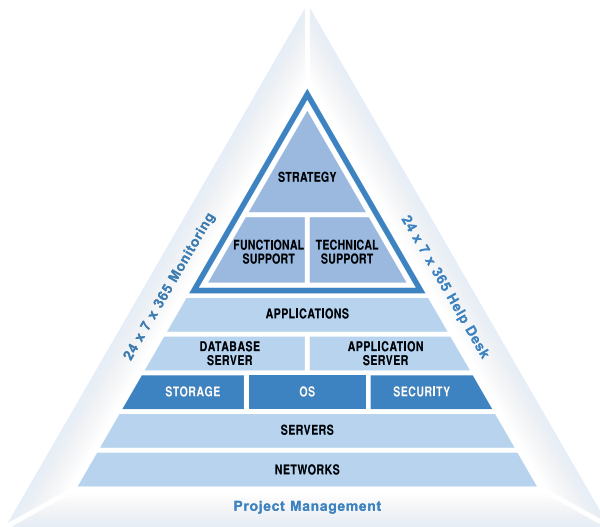 STRATEGY
FUNCTIONAL
SUPPORT
TECHNICAL
SUPPORT
24 x 7 x 365 Monitoring
24 x 7 x 365 Help Desk
APPLICATIONS
DATABASE
SERVER
APPLICATION
SERVER
STORAGE
OS
SECURITY
SERVERS
NETWORKS
Project Management